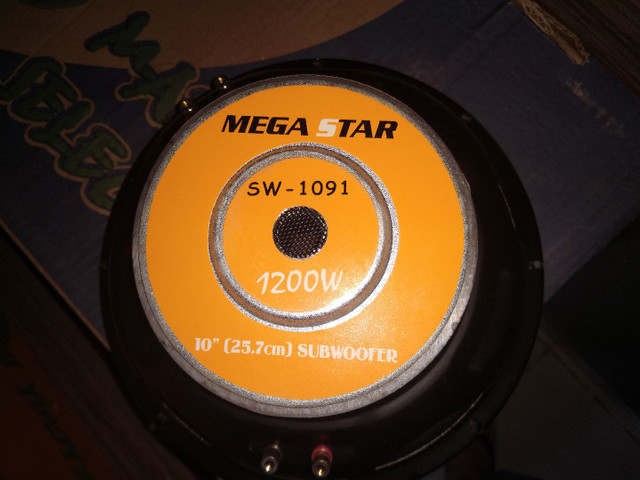 MEGA STAR
SW-1091
1200W
10" (25.7cm) SUBWOOFER